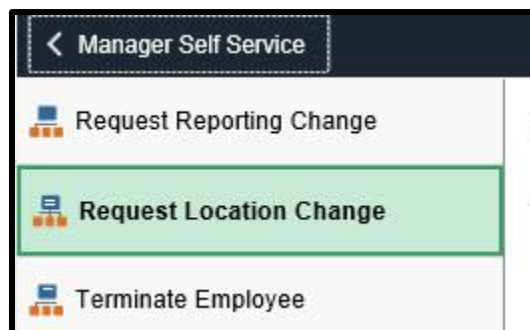 Manager Self Service
Request Reporting Change
Request Location Change
Terminate Employee